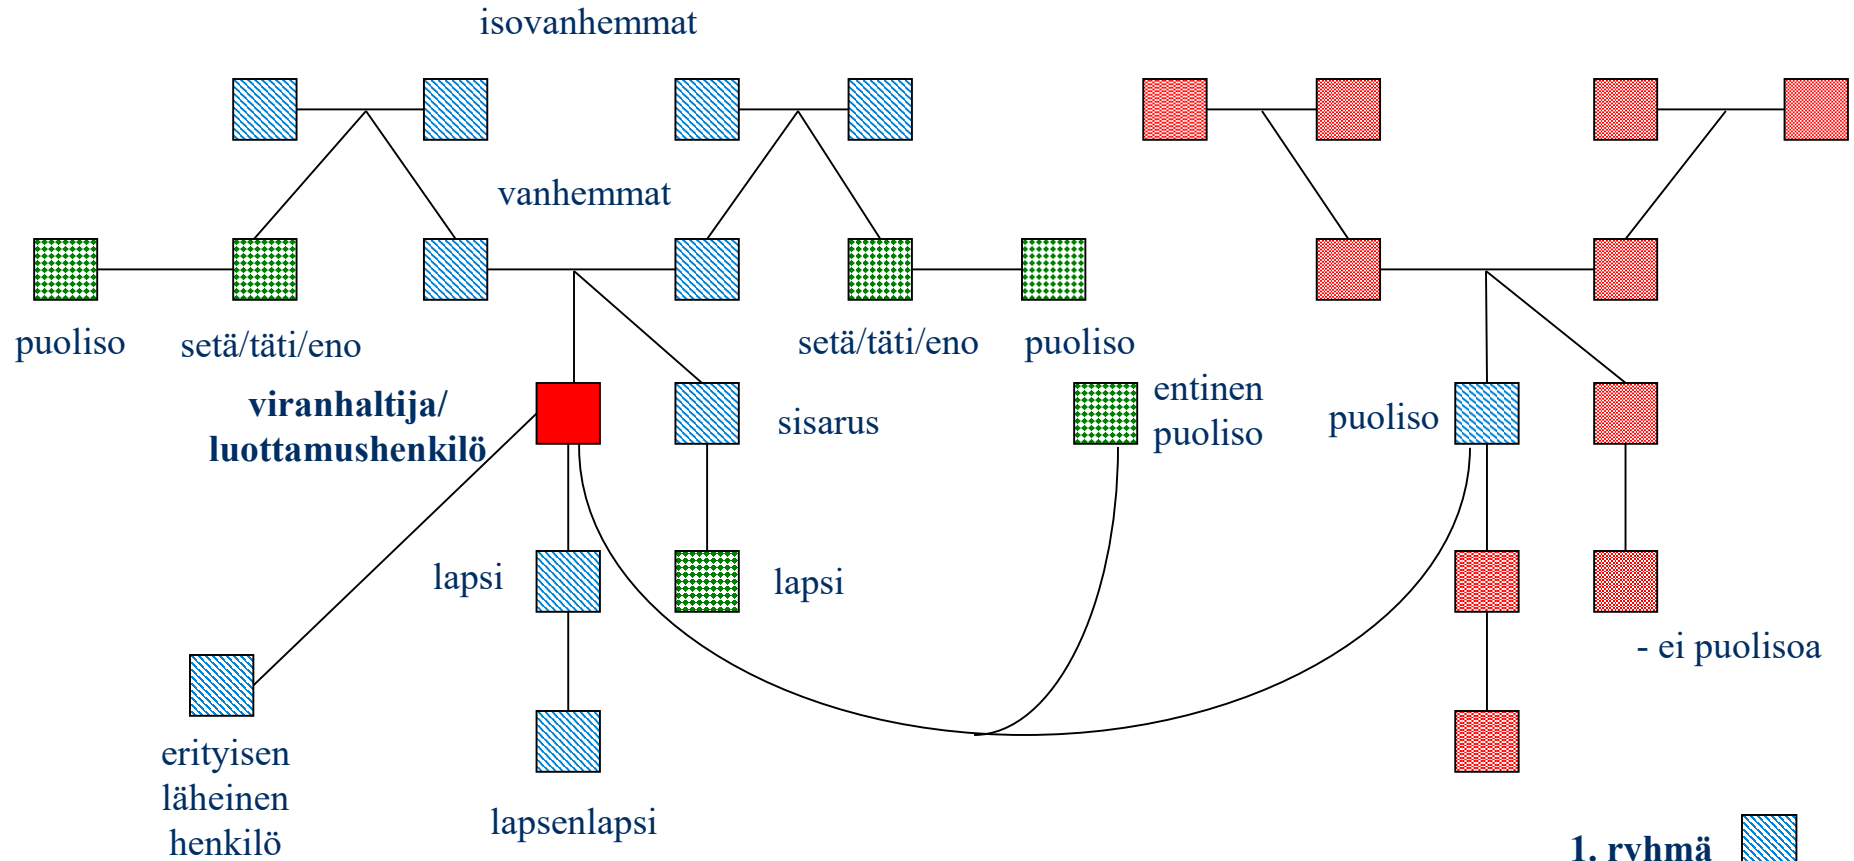 isovanhemmat
vanhemmat
puoliso
setä/täti/eno
setä/täti/eno
puoliso
viranhaltija/
luottamushenkilö
sisarus
entinen
puoliso
puoliso
lapsi
lapsi
- ei puolisoa
erityisen
läheinen
henkilö
lapsenlapsi
1. ryhmä